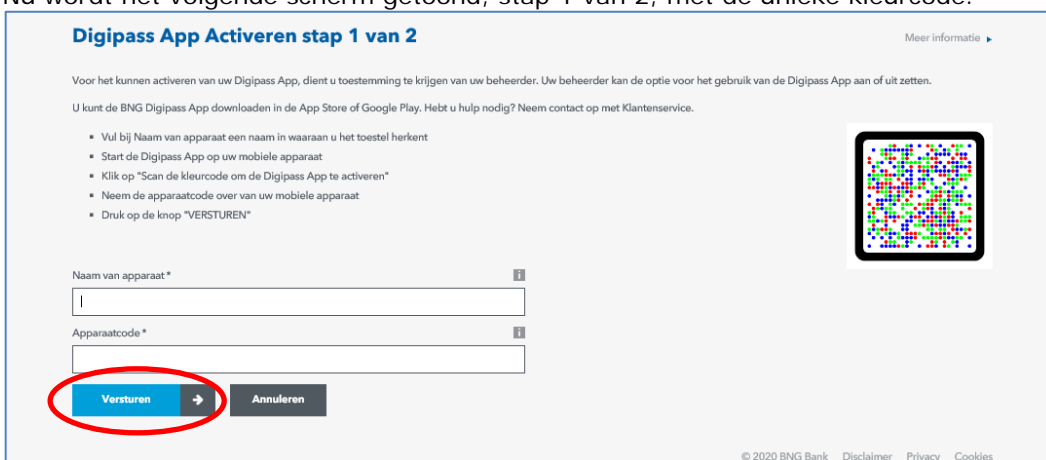 Nu wordt het volgende scherm getoond, stap 1 van 2, met de unieke kleurcode.
Digipass App Activeren stap 1 van 2
Meer informatie ▸
Voor het kunnen activeren van uw Digipass App, dient u toestemming te krijgen van uw beheerder. Uw beheerder kan de optie voor het gebruik van de Digipass App aan of uit zetten.
U kunt de BNG Digipass App downloaden in de App Store of Google Play. Hebt u hulp nodig? Neem contact op met Klantenservice.
▪ Vul bij Naam van apparaat een naam in waaraan u het toestel herkent
▪ Start de Digipass App op uw mobiele apparaat
▪ Klik op "Scan de kleurcode om de Digipass App te activeren"
▪ Neem de apparaatcode over van uw mobiele apparaat
▪ Druk op de knop "VERSTUREN"
Naam van apparaat* i
Apparaatcode* i
Versturen → Annuleren
© 2020 BNG Bank Disclaimer Privacy Cookies